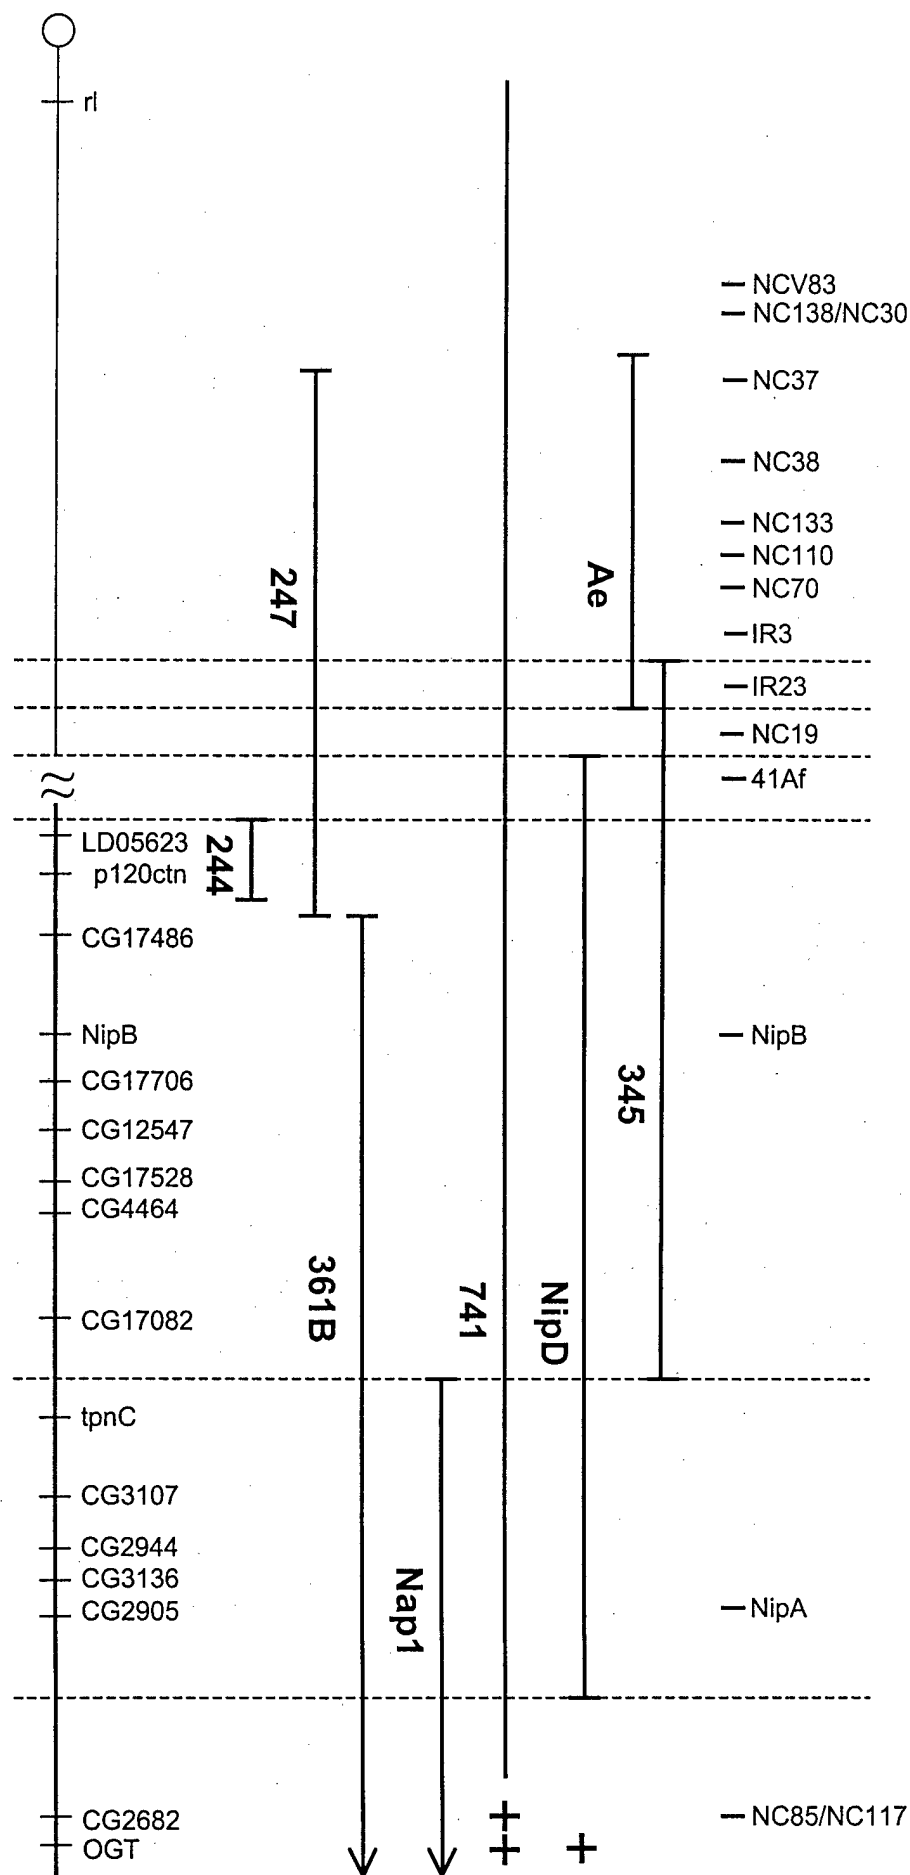 rl
NCV83
NC138/NC30
NC37
NC38
NC133
NC110
NC70
IR3
IR23
NC19
41Af
247
Ae
LD05623
p120ctn
244
CG17486
NipB
NipB
CG17706
CG12547
CG17528
CG4464
CG17082
345
361B
741
NipD
tpnC
CG3107
CG2944
CG3136
CG2905
Nap1
NipA
CG2682
OGT
+
+
+
NC85/NC117